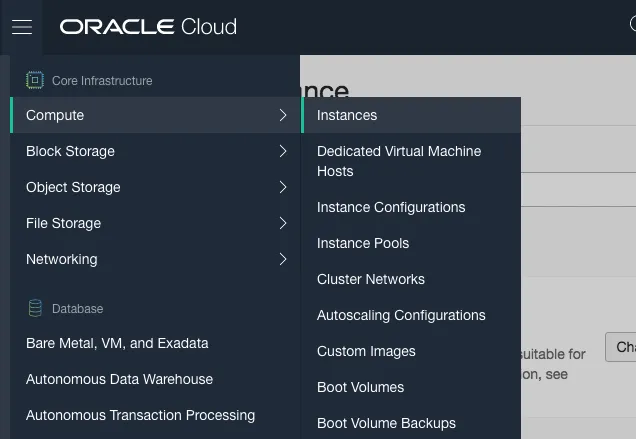 ORACLE Cloud
Core Infrastructure
Compute
Block Storage
Object Storage
File Storage
Networking
Database
Bare Metal, VM, and Exadata
Autonomous Data Warehouse
Autonomous Transaction Processing
Instances
Dedicated Virtual Machine
Hosts
Instance Configurations
Instance Pools
Cluster Networks
Autoscaling Configurations
Custom Images
Boot Volumes
Boot Volume Backups
nce
suitable for
on, see
Cha